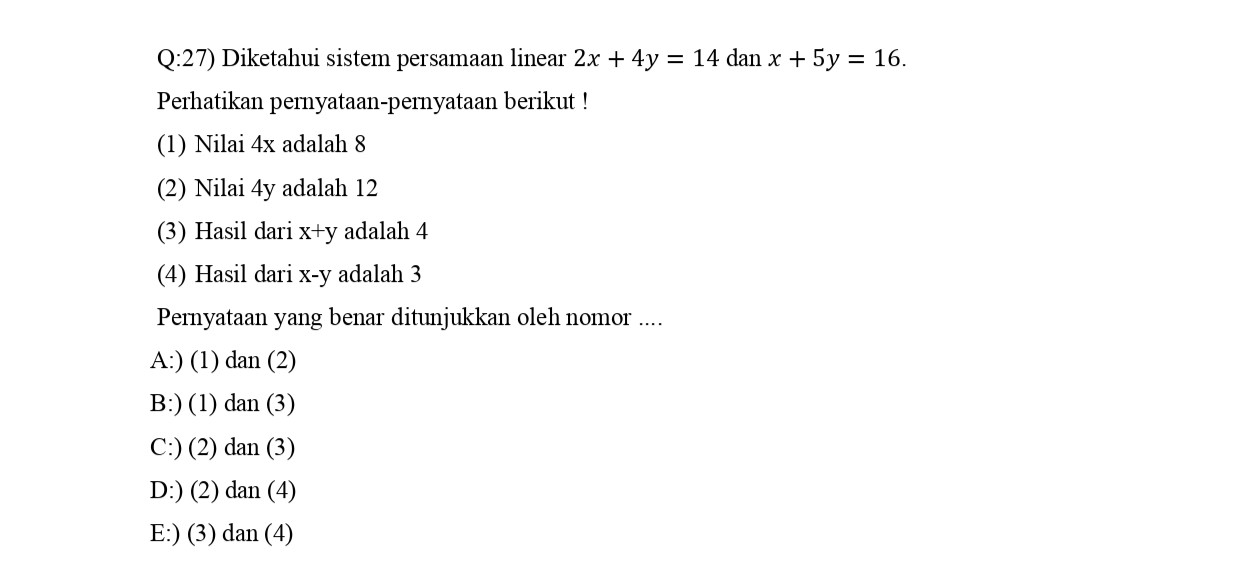 Q:27) Diketahui sistem persamaan linear 2x + 4y = 14 dan x + 5y = 16.
Perhatikan pernyataan-pernyataan berikut !
(1) Nilai 4x adalah 8
(2) Nilai 4y adalah 12
(3) Hasil dari x+y adalah 4
(4) Hasil dari x-y adalah 3
Pernyataan yang benar ditunjukkan oleh nomor ....
A:) (1) dan (2)
B:) (1) dan (3)
C:) (2) dan (3)
D:) (2) dan (4)
E:) (3) dan (4)